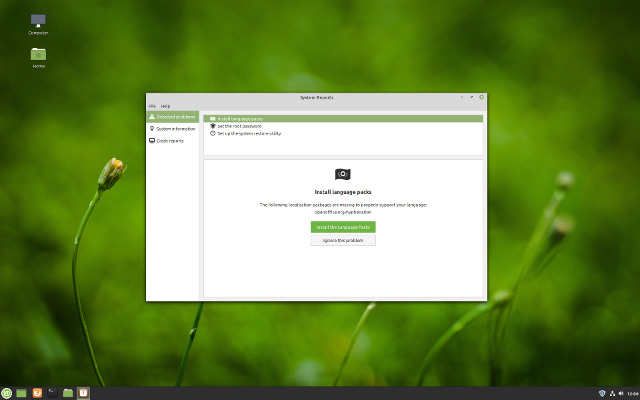 Computer
Home
System Reports
File Help
Detected problems
System information
Crash reports
Install language packs
Set the root password
Set up the system restore utility
Install language packs
The following localization packages are missing to properly support your language:
openoffice.org-hyphenation
Install the Language Packs
Ignore this problem
12:06